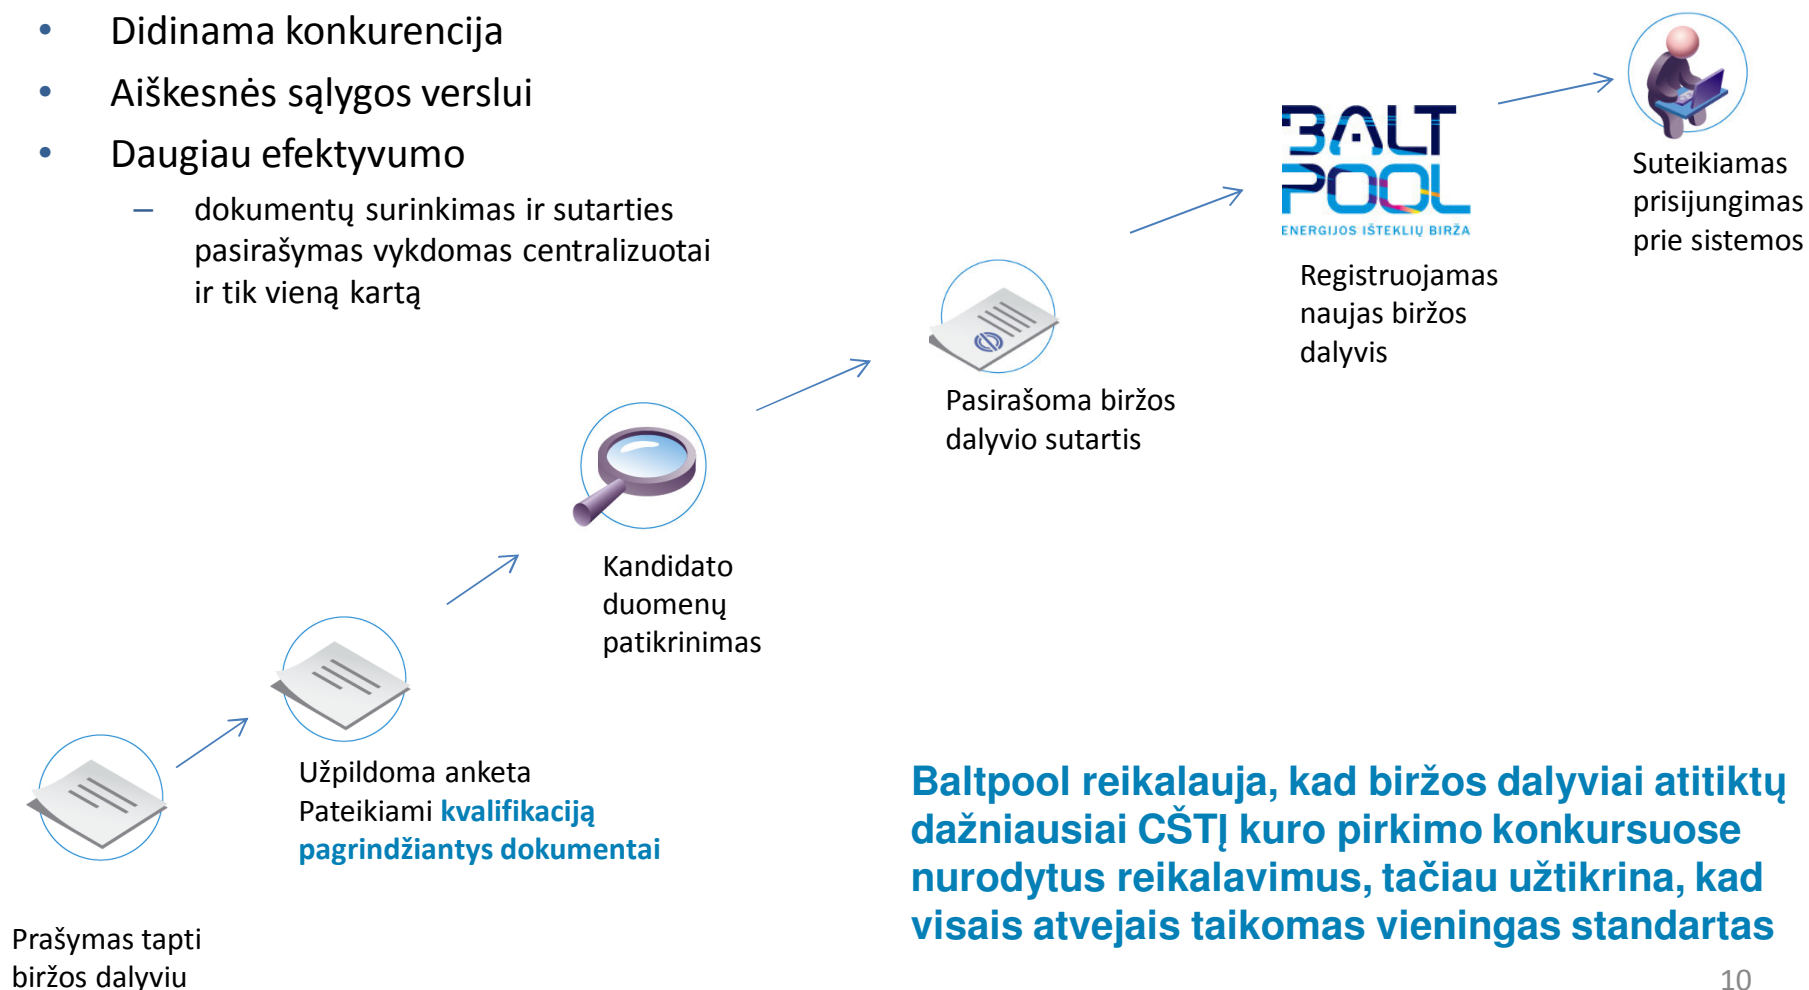 • Didinama konkurencija
• Aiškesnės sąlygos verslui
• Daugiau efektyvumo
– dokumentų surinkimas ir sutarties
pasirašymas vykdomas centralizuotai
ir tik vieną kartą
Prašymas tapti
biržos dalyviu
Užpildoma anketa
Pateikiami kvalifikaciją
pagrindžiantys dokumentai
Kandidato
duomenų
patikrinimas
Pasirašoma biržos
dalyvio sutartis
BALT
POOL
ENERGIJOS IŠTEKLIŲ BIRŽA
Registruojamas
naujas biržos
dalyvis
Suteikiamas
prisijungimas
prie sistemos
Baltpool reikalauja, kad biržos dalyviai atitiktų
dažniausiai CŠTĮ kuro pirkimo konkursuose
nurodytus reikalavimus, tačiau užtikrina, kad
visais atvejais taikomas vieningas standartas
10